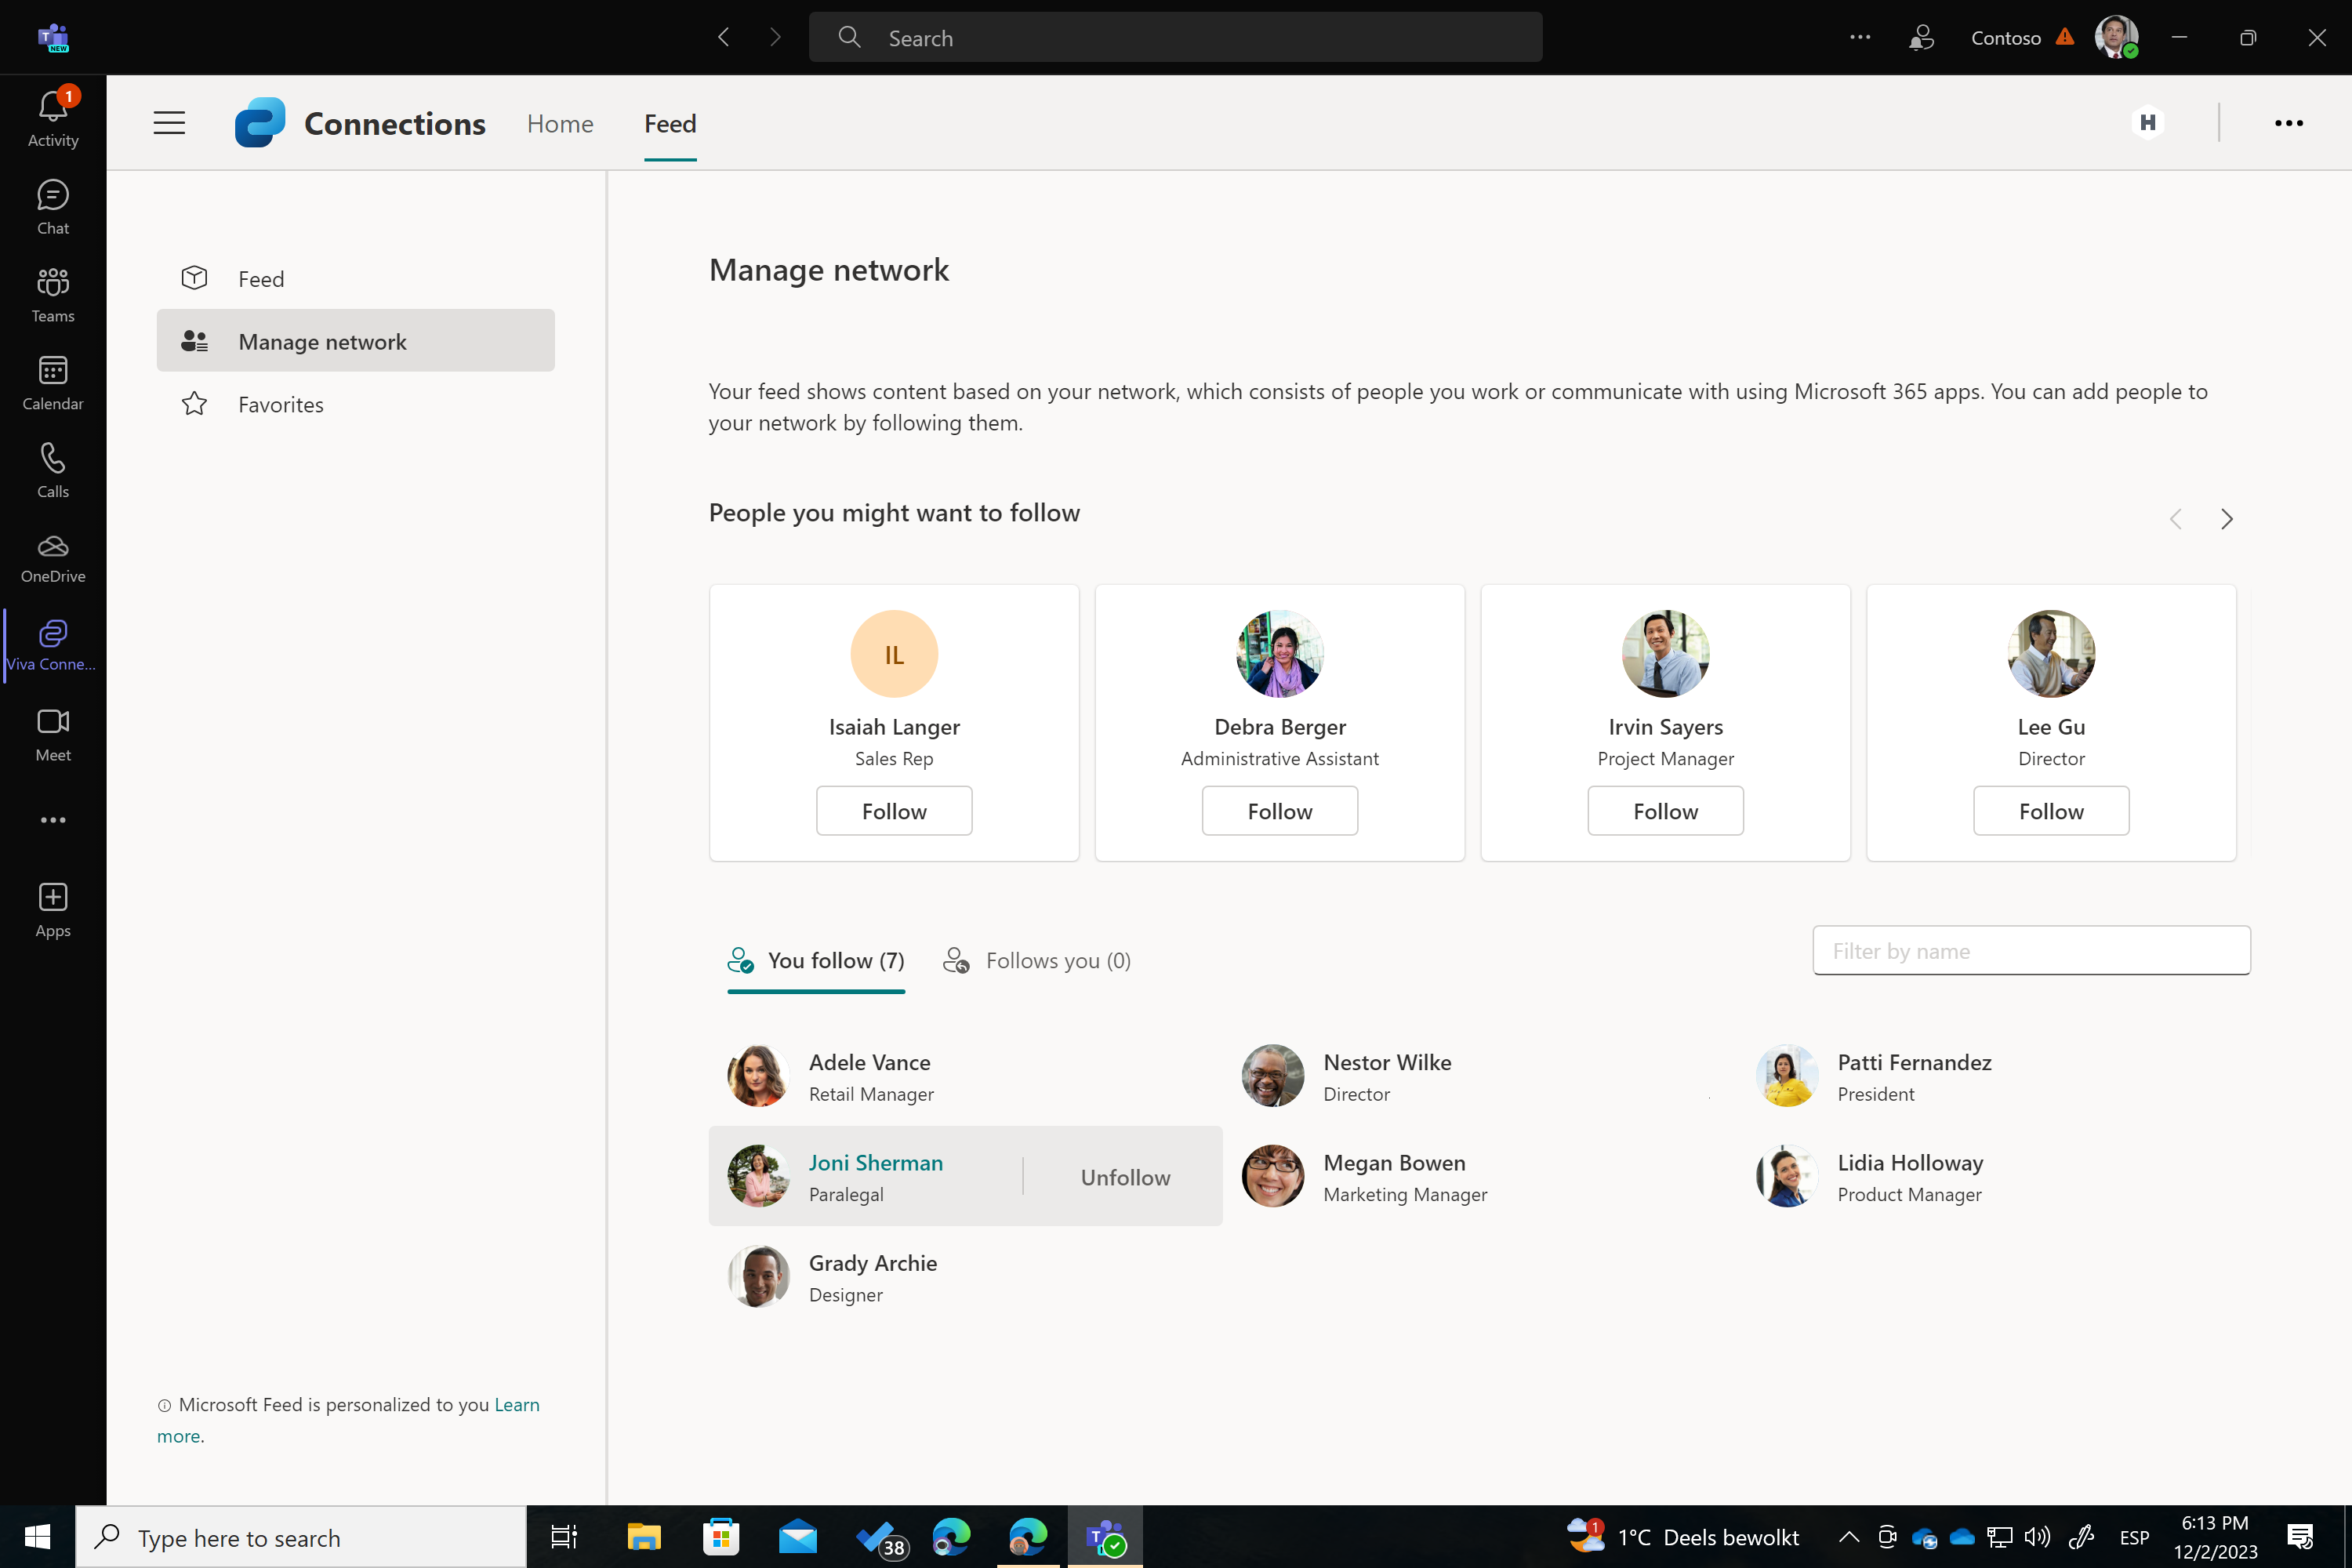 NEW
Search
Contoso
1
Activity
Chat
Teams
Calendar
Calls
OneDrive
Viva Conne...
Meet
Apps
Connections
Home
Feed
H
Feed
Manage network
Favorites
Microsoft Feed is personalized to you Learn
more.
Manage network
Your feed shows content based on your network, which consists of people you work or communicate with using Microsoft 365 apps. You can add people to
your network by following them.
People you might want to follow
IL
Isaiah Langer
Sales Rep
Follow
Debra Berger
Administrative Assistant
Follow
Irvin Sayers
Project Manager
Follow
Lee Gu
Director
Follow
You follow (7)
Follows you (0)
Filter by name
Adele Vance
Retail Manager
Nestor Wilke
Director
Patti Fernandez
President
Joni Sherman
Paralegal
Unfollow
Megan Bowen
Marketing Manager
Lidia Holloway
Product Manager
Grady Archie
Designer
Type here to search
38
T
1
1°C Deels bewolkt
ESP
6:13 PM
12/2/2023